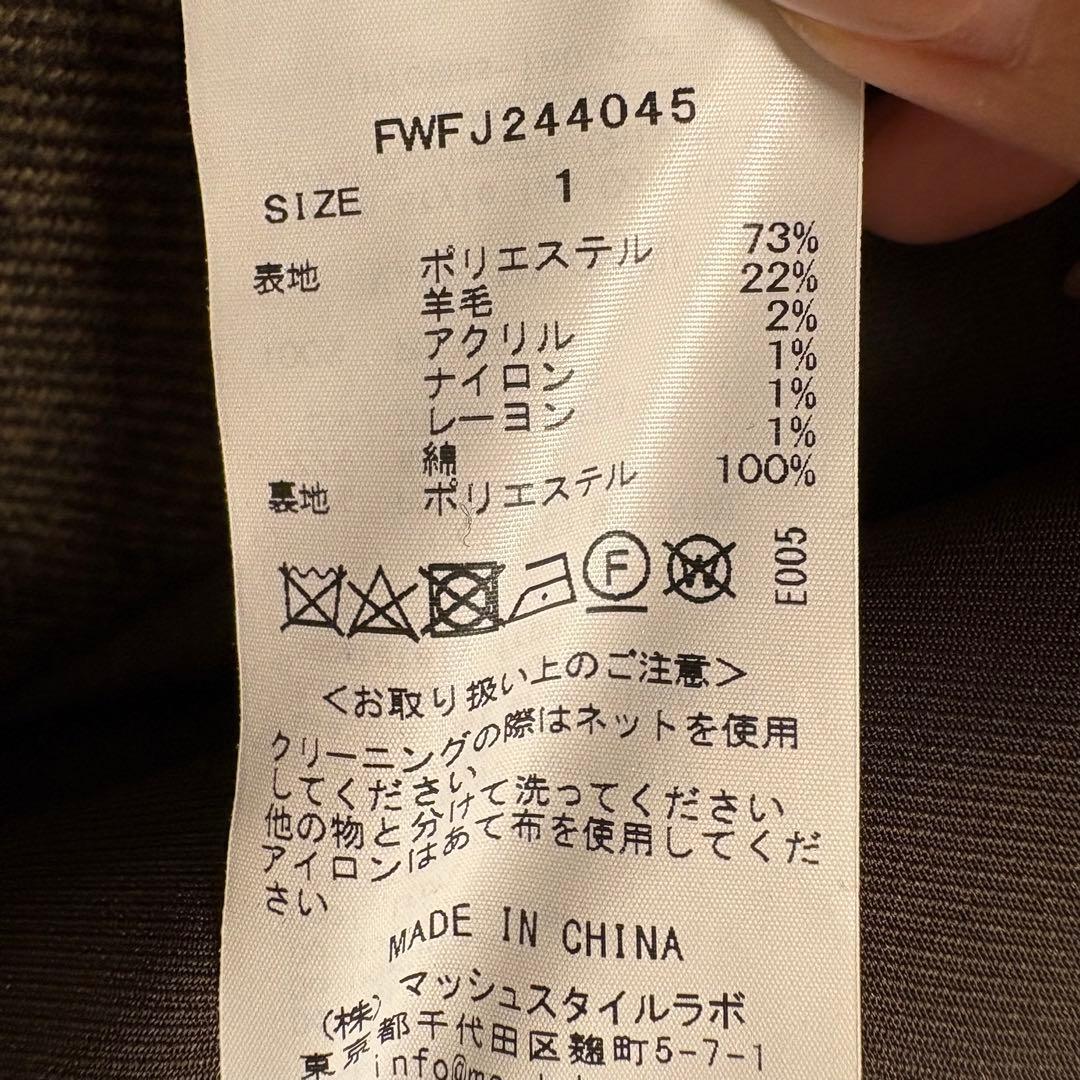 FWFJ244045
SIZE 1
表地 ポリエステル 73%
羊毛 22%
アクリル 2%
ナイロン 1%
レーヨン 1%
綿 1%
裏地 ポリエステル 100%
F W E005
<お取り扱い上のご注意>
クリーニングの際はネットを使用
してください
他の物と分けて洗ってください
アイロンはあて布を使用してくだ
さい
MADE IN CHINA
(株)マッシュスタイルラボ
東京都千代田区麹町5-7-1